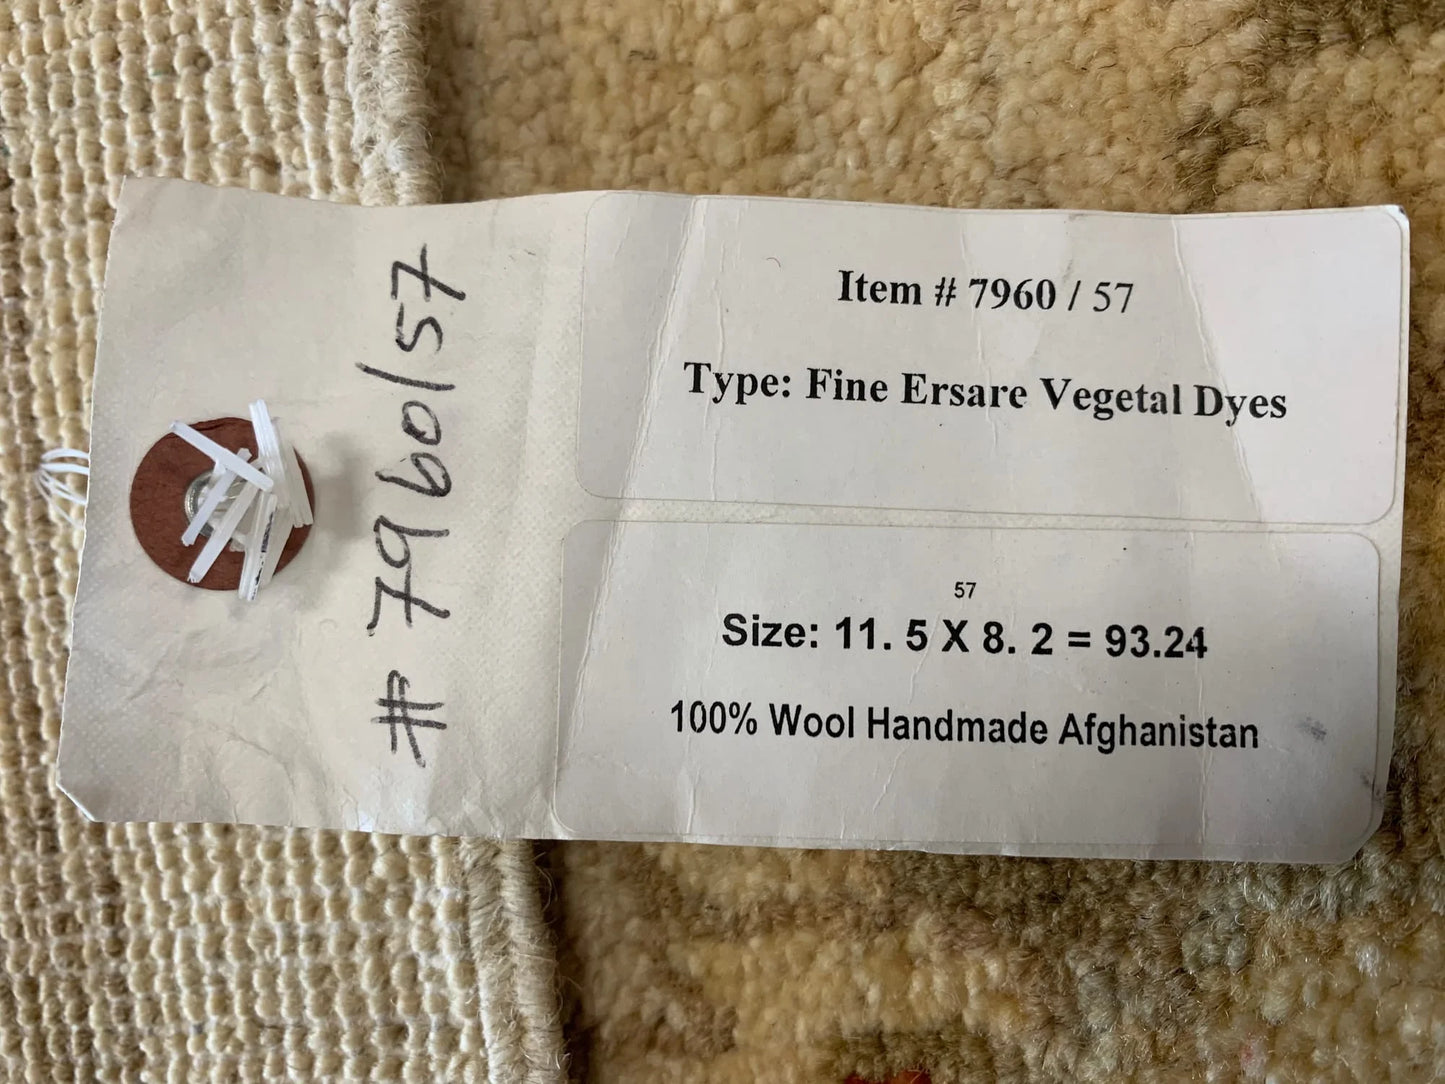 # 7960/57
Item # 7960 / 57
Type: Fine Ersare Vegetal Dyes
57
Size: 11. 5 X 8. 2 = 93.24
100% Wool Handmade Afghanistan